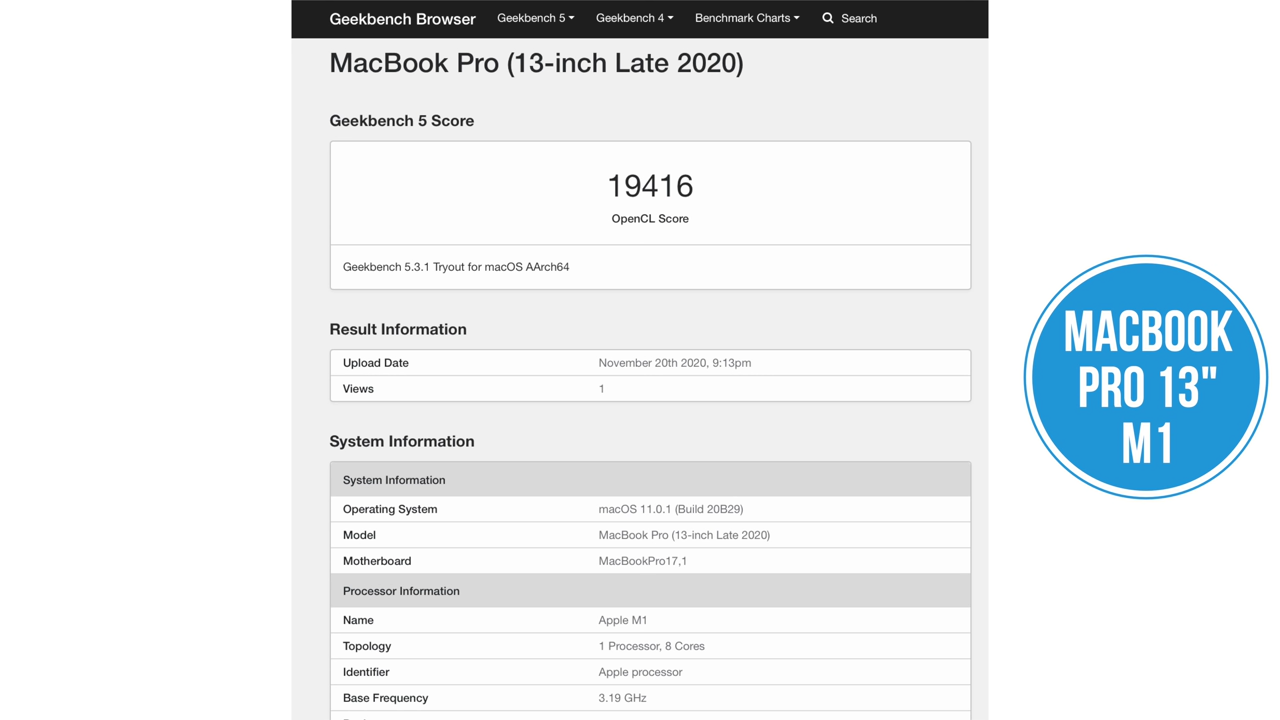 Geekbench Browser Geekbench 5 Geekbench 4 Benchmark Charts Search
MacBook Pro (13-inch Late 2020)
Geekbench 5 Score
19416
OpenCL Score
Geekbench 5.3.1 Tryout for macOS AArch64
Result Information
Upload Date November 20th 2020, 9:13pm
Views 1
System Information
System Information
Operating System macOS 11.0.1 (Build 20B29)
Model MacBook Pro (13-inch Late 2020)
Motherboard MacBookPro17,1
Processor Information
Name Apple M1
Topology 1 Processor, 8 Cores
Identifier Apple processor
Base Frequency 3.19 GHz
MACBOOK
PRO 13"
M1